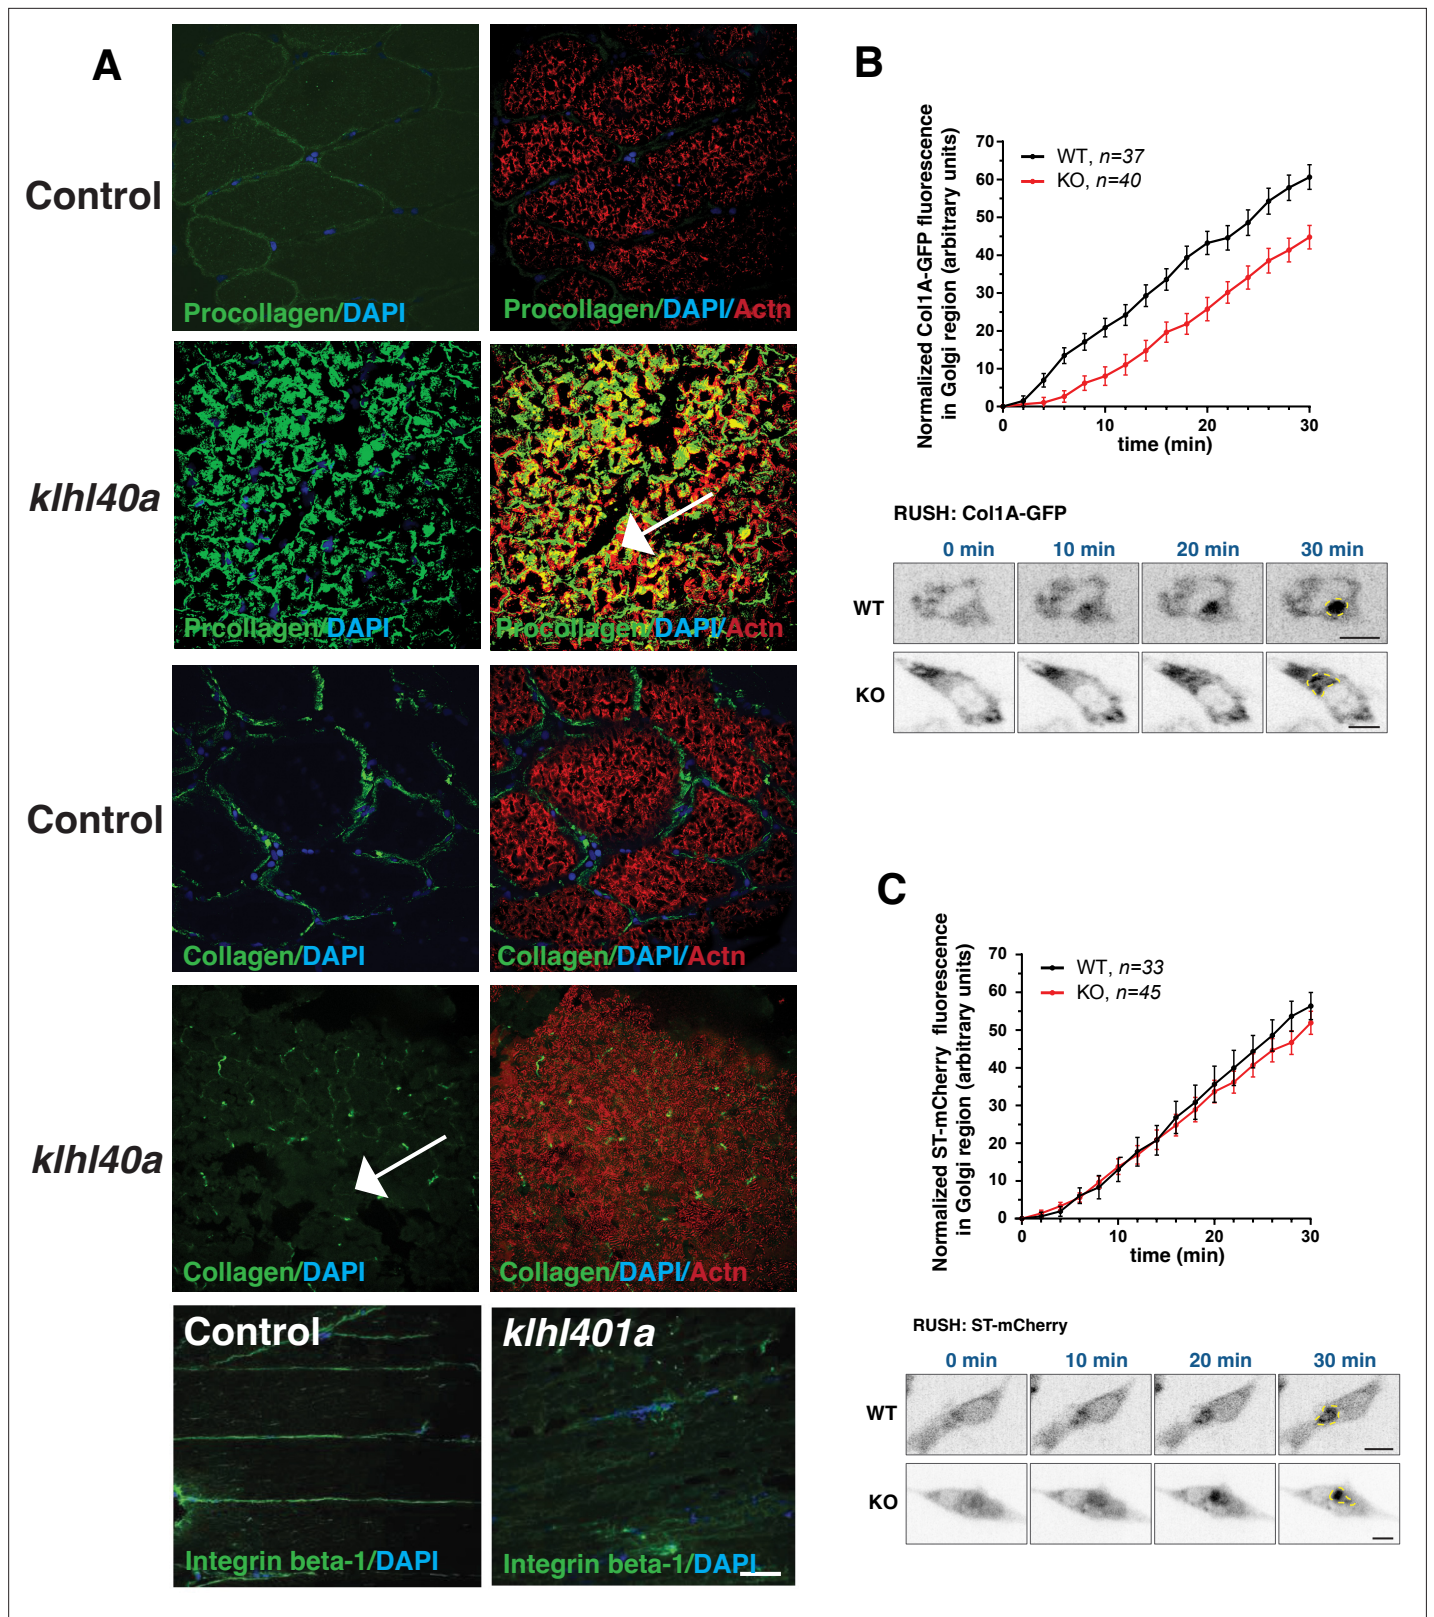 A
Control
Procollagen/DAPI
Procollagen/DAPI/Actn
klhl40a
Prcollagen/DAPI
Procollagen/DAPI/Actn
Control
Collagen/DAPI
Collagen/DAPI/Actn
klhl40a
Collagen/DAPI
Collagen/DAPI/Actn
Control
Integrin beta-1/DAPI
klhl401a
Integrin beta-1/DAPI
B
Normalized Col1A-GFP fluorescence
in Golgi region (arbitrary units)
70
60
50
40
30
20
10
0
WT, n=37
KO, n=40
0 10 20 30
time (min)
RUSH: Col1A-GFP
0 min 10 min 20 min 30 min
WT
KO
C
Normalized ST-mCherry fluorescence
in Golgi region (arbitrary units)
70
60
50
40
30
20
10
0
WT, n=33
KO, n=45
0 10 20 30
time (min)
RUSH: ST-mCherry
0 min 10 min 20 min 30 min
WT
KO